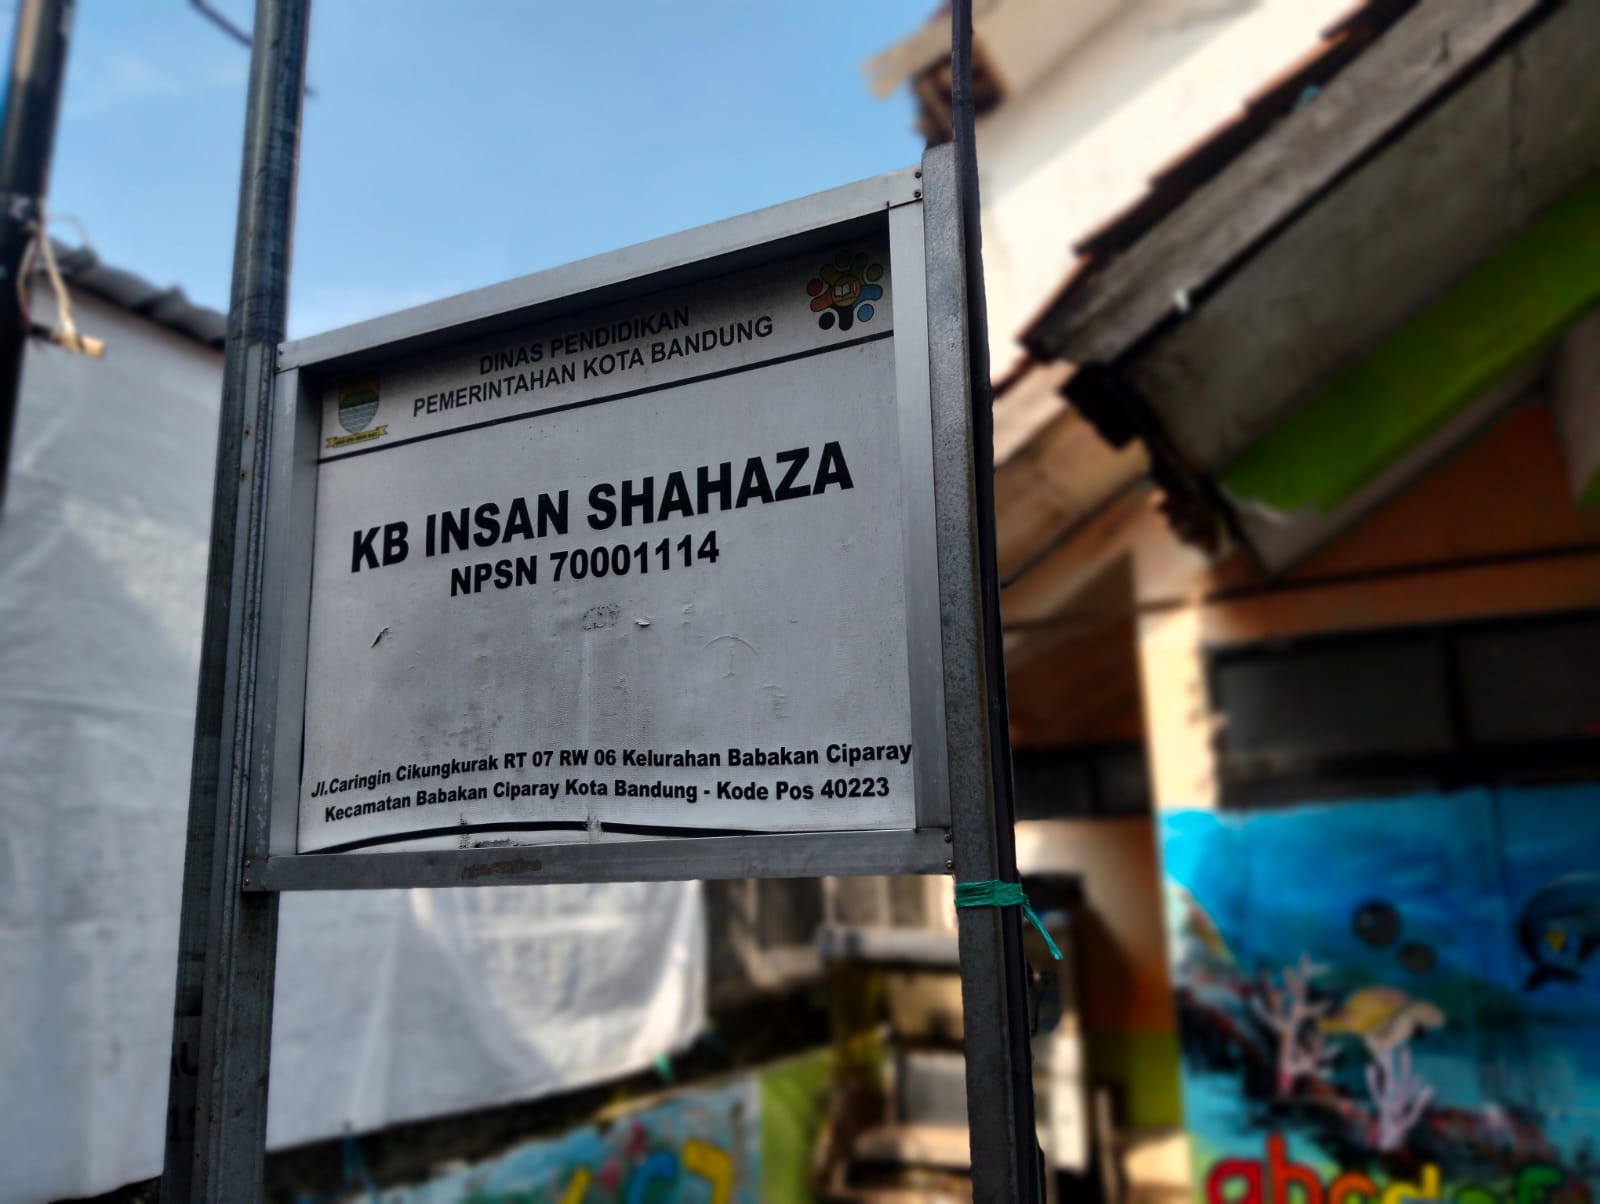 DINAS PENDIDIKAN
PEMERINTAHAN KOTA BANDUNG
KB INSAN SHAHAZA
NPSN 70001114
Jl.Caringin Cikungkurak RT 07 RW 06 Kelurahan Babakan Ciparay
Kecamatan Babakan Ciparay Kota Bandung - Kode Pos 40223
abcdef